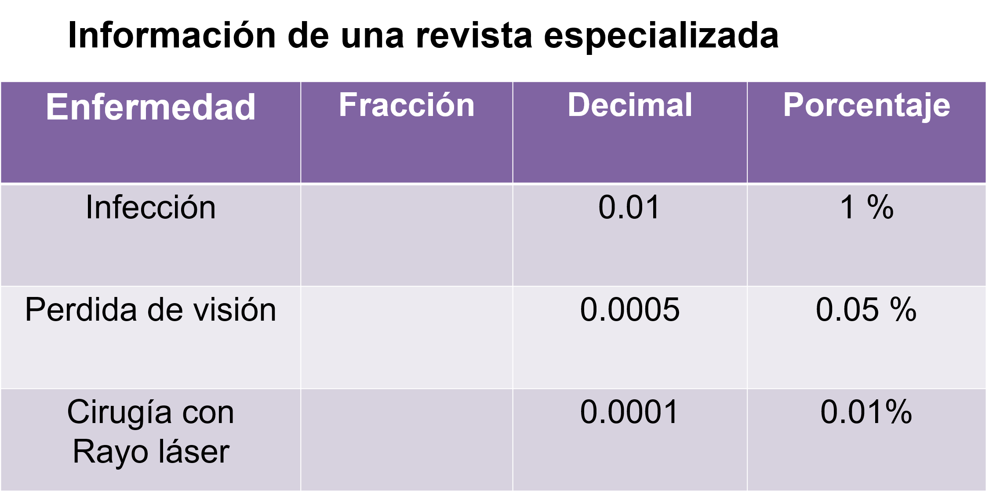 Información de una revista especializada
Enfermedad Fracción Decimal Porcentaje
Infección 0.01 1 %
Perdida de visión 0.0005 0.05 %
Cirugía con 0.0001 0.01%
Rayo láser